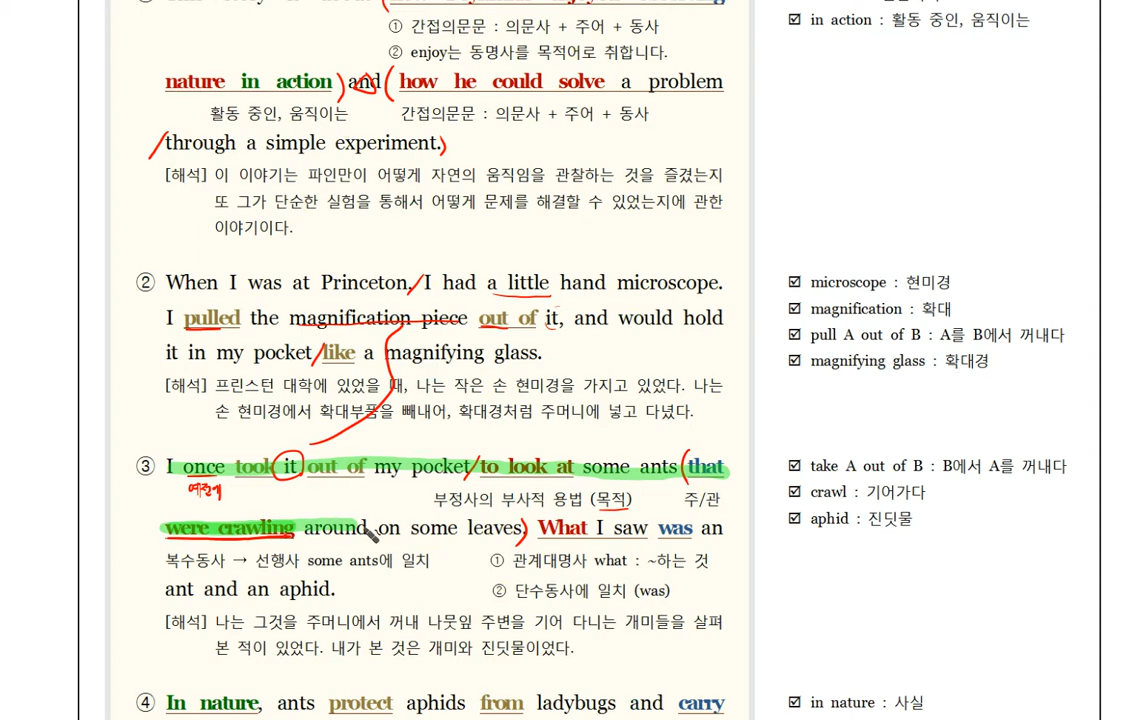 ① 간접의문문 : 의문사 + 주어 + 동사
② enjoy는 동명사를 목적어로 취합니다.
in action : 활동 중인, 움직이는
nature in action and how he could solve a problem
활동 중인, 움직이는 간접의문문 : 의문사 + 주어 + 동사
through a simple experiment.
[해석] 이 이야기는 파인만이 어떻게 자연의 움직임을 관찰하는 것을 즐겼는지
또 그가 단순한 실험을 통해서 어떻게 문제를 해결할 수 있었는지에 관한
이야기이다.
② When I was at Princeton, I had a little hand microscope.
I pulled the magnification piece out of it, and would hold
it in my pocket like a magnifying glass.
[해석] 프린스턴 대학에 있었을 때, 나는 작은 손 현미경을 가지고 있었다. 나는
손 현미경에서 확대부품을 빼내어, 확대경처럼 주머니에 넣고 다녔다.
microscope : 현미경
magnification : 확대
pull A out of B : A를 B에서 꺼내다
magnifying glass : 확대경
③ I once took it out of my pocket to look at some ants that
예전에 부정사의 부사적 용법 (목적) 주/관
were crawling around on some leaves. What I saw was an
복수동사 → 선행사 some ants에 일치 ① 관계대명사 what : ~하는 것
ant and an aphid. ② 단수동사에 일치 (was)
[해석] 나는 그것을 주머니에서 꺼내 나뭇잎 주변을 기어 다니는 개미들을 살펴
본 적이 있었다. 내가 본 것은 개미와 진딧물이었다.
take A out of B : B에서 A를 꺼내다
crawl : 기어가다
aphid : 진딧물
④ In nature, ants protect aphids from ladybugs and carry
in nature : 사실